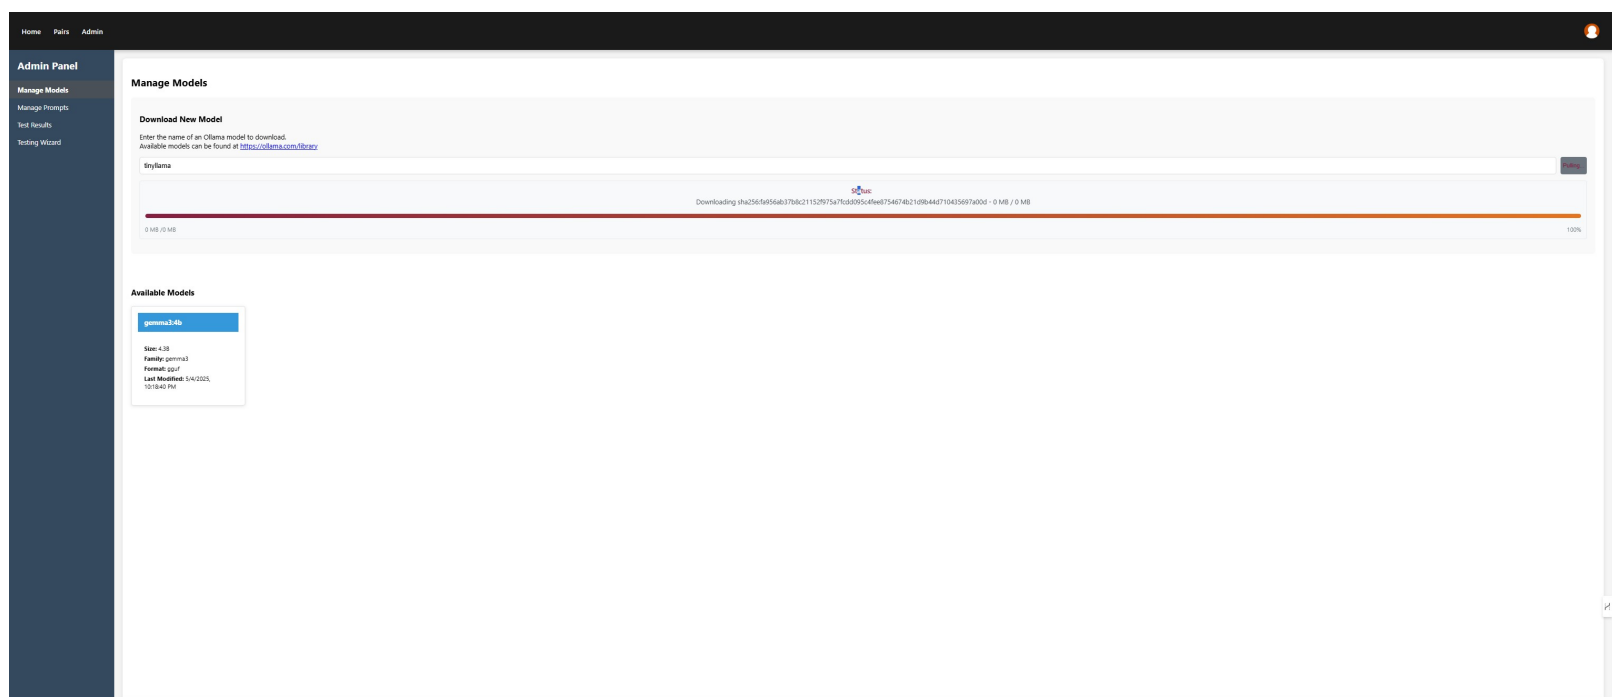 Home Pairs Admin
Admin Panel
Manage Models
Manage Prompts
Test Results
Testing Wizard
Manage Models
Download New Model
Enter the name of an Ollama model to download.
Available models can be found at https://ollama.com/library
tinyllama
Pulling...
Status:
Downloading sha256:fa956ab37b8c21152f975a7fcdd095c4fee8754674b21d9b44d710435697a00d - 0 MB / 0 MB
0 MB /0 MB 100%
Available Models
gemma3:4b
Size: 4.3B
Family: gemma3
Format: gguf
Last Modified: 5/4/2025,
10:18:40 PM